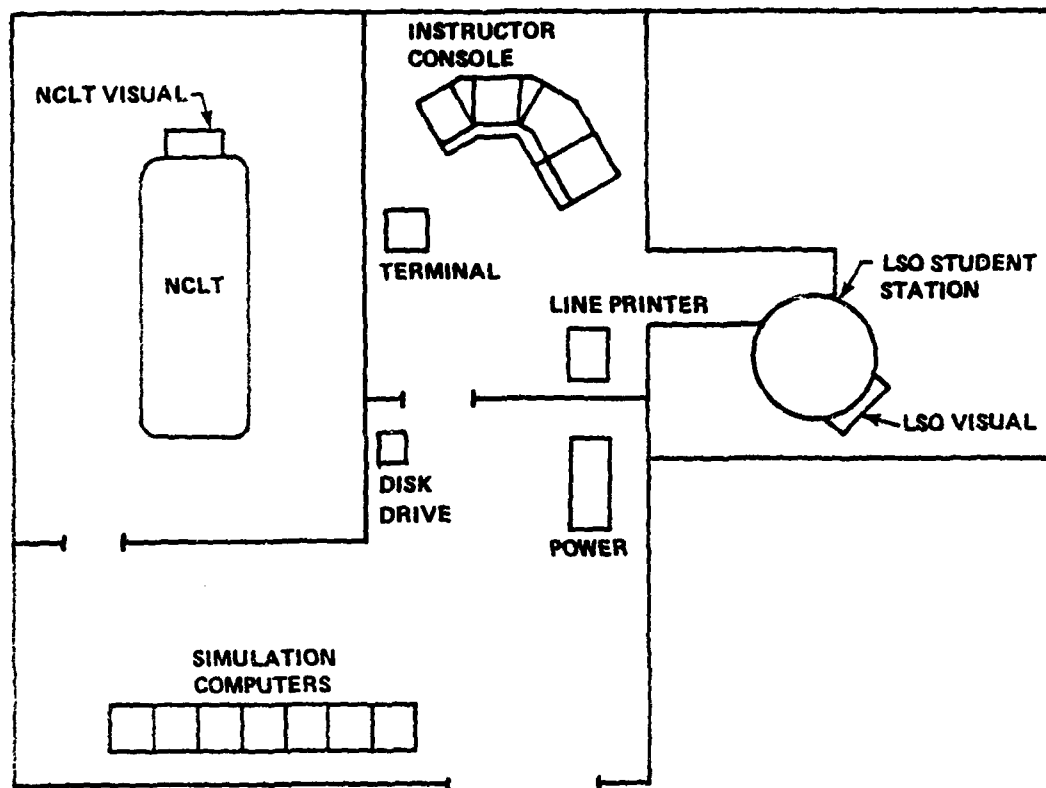 INSTRUCTOR
CONSOLE
NCLT VISUAL
NCLT
TERMINAL
LSO STUDENT
STATION
LINE PRINTER
LSO VISUAL
DISK
DRIVE
POWER
SIMULATION
COMPUTERS